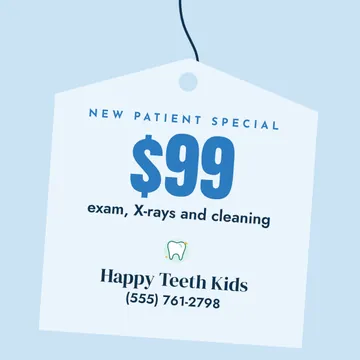 NEW PATIENT SPECIAL
$99
exam, X-rays and cleaning
Happy Teeth Kids
(555) 761-2798